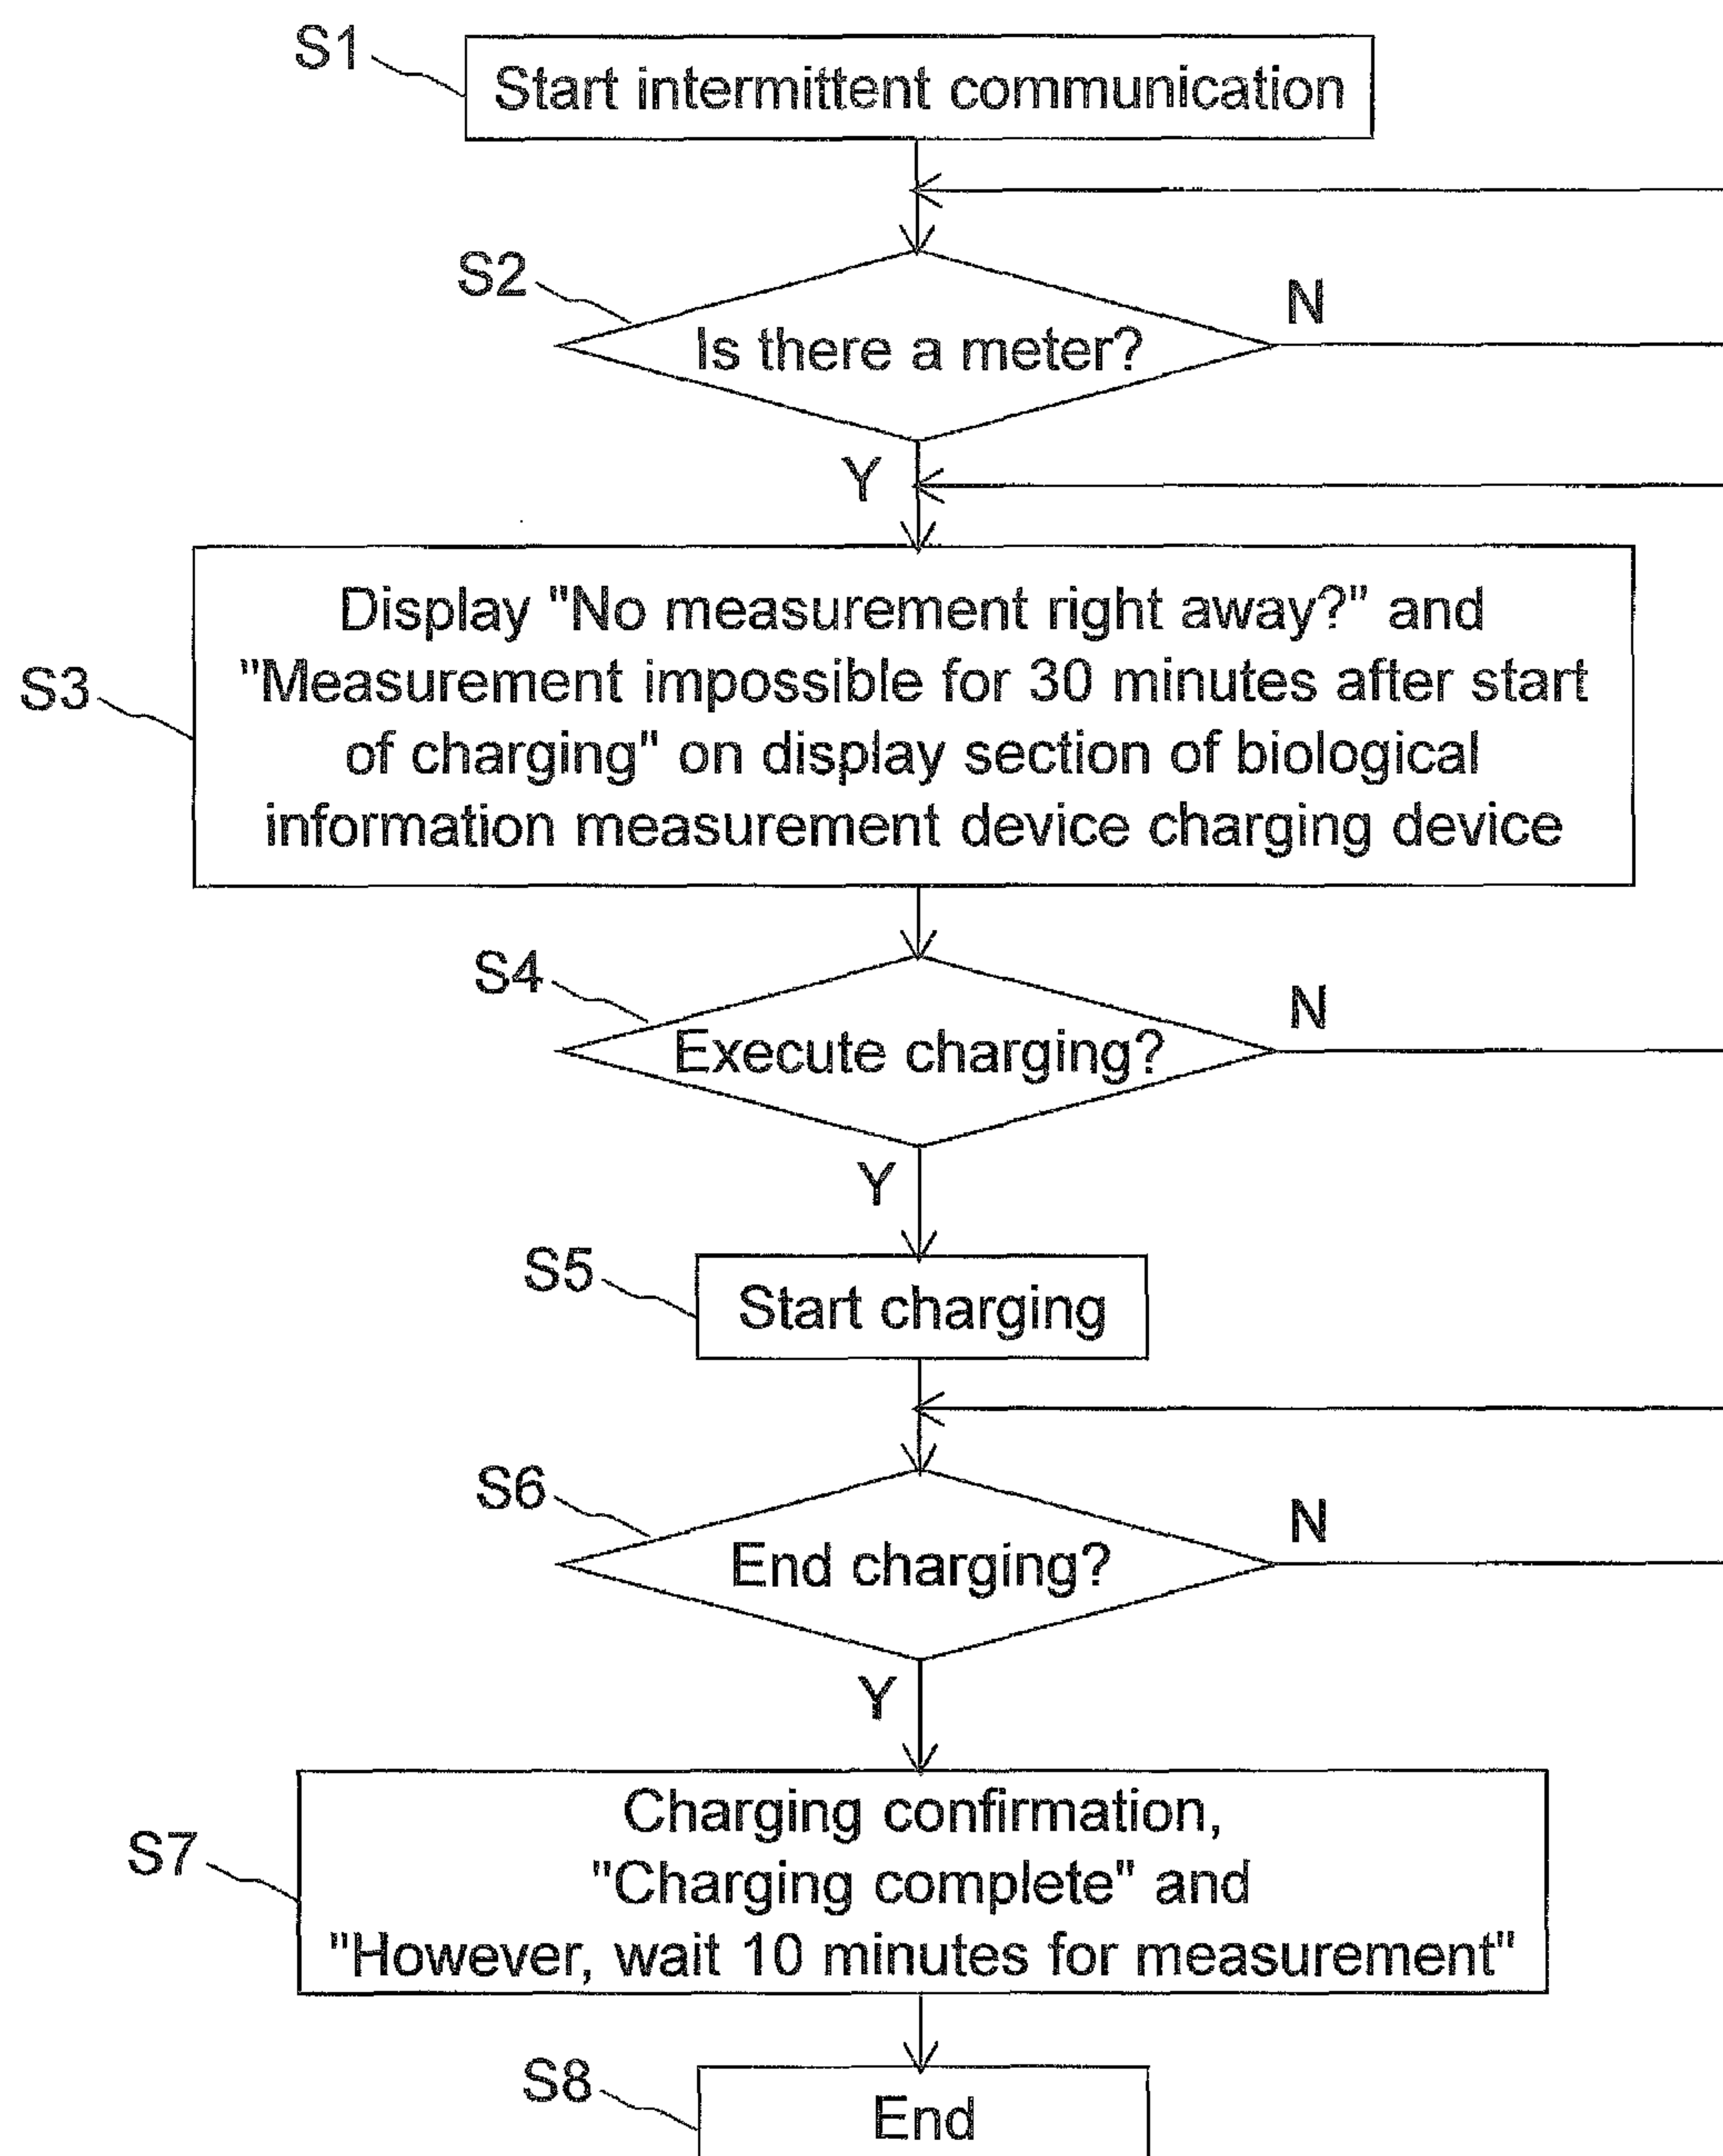 S1
Start intermittent communication
S2
Is there a meter?
N
Y
S3
Display "No measurement right away?" and
"Measurement impossible for 30 minutes after start
of charging" on display section of biological
information measurement device charging device
S4
Execute charging?
N
Y
S5
Start charging
S6
End charging?
N
Y
S7
Charging confirmation,
"Charging complete" and
"However, wait 10 minutes for measurement"
S8
End